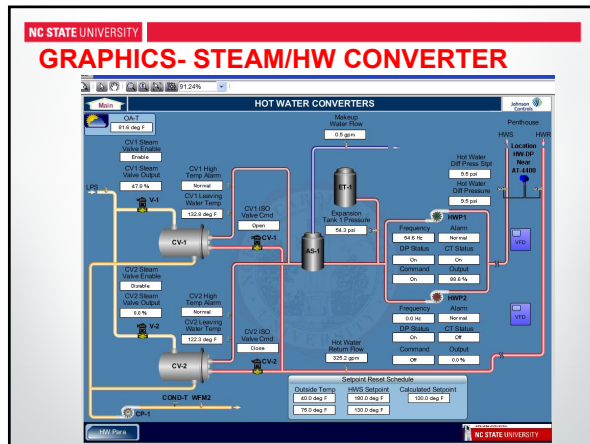 NC STATE UNIVERSITY
GRAPHICS- STEAM/HW CONVERTER
91.24%
Main
HOT WATER CONVERTERS
Johnson Controls
OA-T
81.6 deg F
Makeup
Water Flow
0.5 gpm
Penthouse
HWS
HWR
Location
HW-DP
Near
AT-4400
CV1 Steam
Valve Enable
Enable
CV1 Steam
Valve Output
47.8 %
LPS
V-1
CV1 High
Temp Alarm
Normal
CV1 Leaving
Water Temp
132.8 deg F
CV1 ISO
Valve Cmd
Open
CV-1
CV-1
ET-1
Expansion
Tank 1 Pressure
54.3 psi
AS-1
Hot Water
Diff Press Stpt
9.5 psi
Hot Water
Diff Pressure
9.5 psi
HWP1
Frequency
Alarm
54.6 Hz
Normal
DP Status
CT Status
On
On
Command
Output
On
88.6 %
VFD
HWP2
Frequency
Alarm
0.0 Hz
Normal
DP Status
CT Status
On
Off
Command
Output
Off
0.0 %
VFD
CV2 Steam
Valve Enable
Disable
CV2 Steam
Valve Output
0.0 %
V-2
CV2 High
Temp Alarm
Normal
CV2 Leaving
Water Temp
122.3 deg F
CV2 ISO
Valve Cmd
Close
CV-2
CV-2
Hot Water
Return Flow
325.2 gpm
COND-T WFM2
CP-1
Setpoint Reset Schedule
Outside Temp
HWS Setpoint
Calculated Setpoint
40.0 deg F
180.0 deg F
130.0 deg F
75.0 deg F
130.0 deg F
HW Para
NC STATE UNIVERSITY